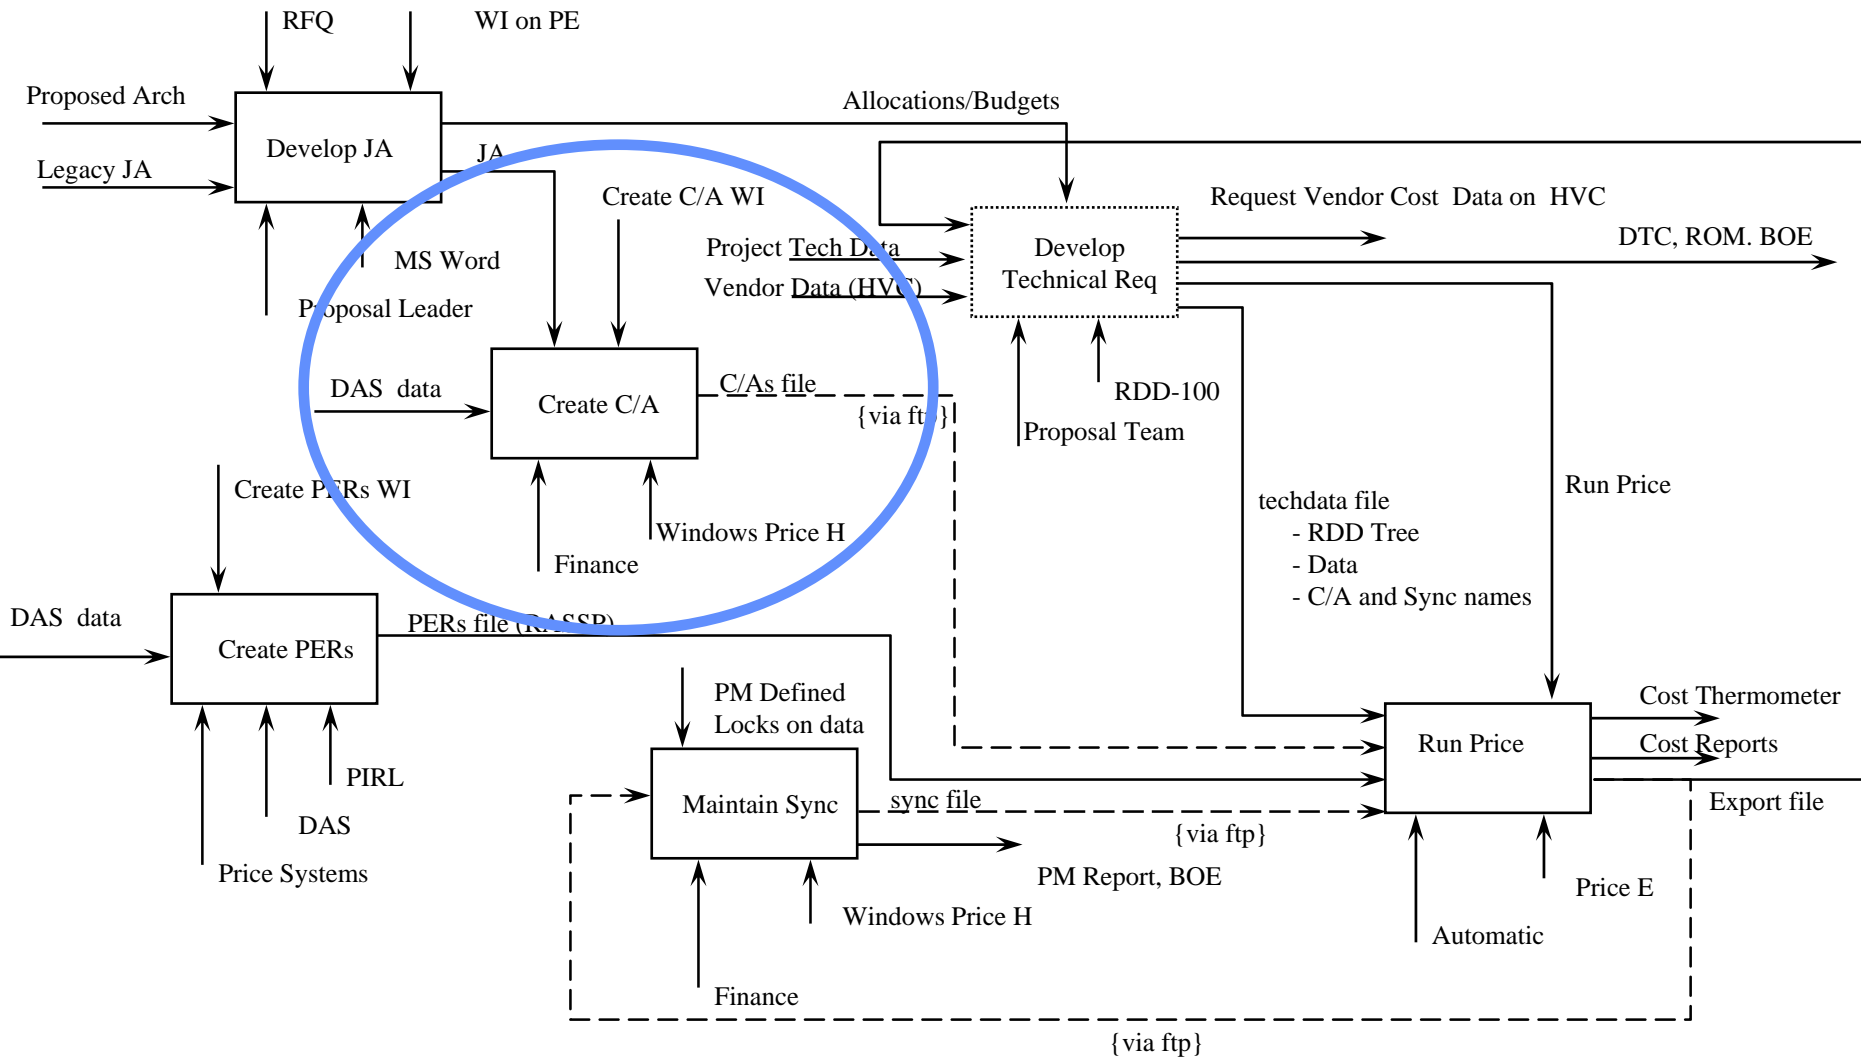 RFQ
WI on PE
Proposed Arch
Allocations/Budgets
Develop JA
JA
Legacy JA
Create C/A WI
Request Vendor Cost  Data on  HVC
Project Tech Data
Develop
Technical Req
DTC, ROM. BOE
MS Word
Vendor Data (HVC)
Proposal Leader
DAS  data
C/As file
Create C/A
{via ftp}
RDD-100
Proposal Team
Create PERs WI
Run Price
techdata file
- RDD Tree
- Data
- C/A and Sync names
Windows Price H
Finance
DAS  data
PERs file (RASSP)
Create PERs
PM Defined
Locks on data
Cost Thermometer
Run Price
Cost Reports
PIRL
Maintain Sync
sync file
Export file
DAS
{via ftp}
Price Systems
PM Report, BOE
Price E
Windows Price H
Automatic
Finance
{via ftp}